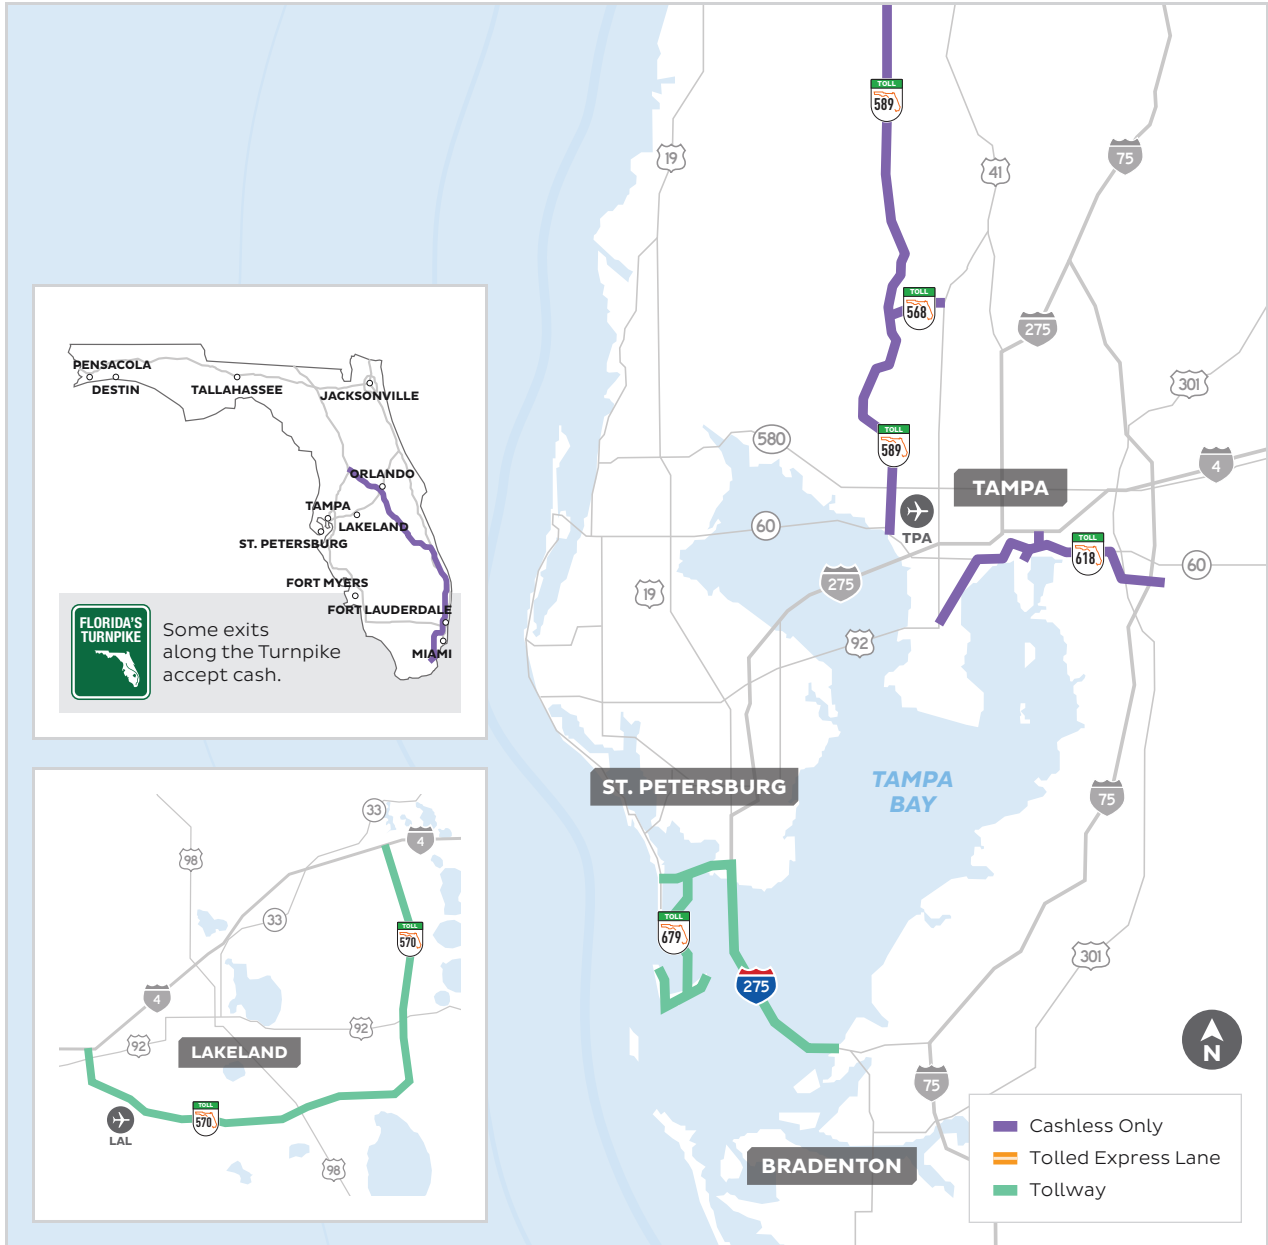 TOLL
589
19
41
75
TOLL
568
275
301
580
TOLL
589
4
TAMPA
60
TPA
TOLL
618
60
275
19
92
ST. PETERSBURG
TAMPA
BAY
75
TOLL
679
275
301
N
75
BRADENTON
Cashless Only
Tolled Express Lane
Tollway
PENSACOLA
DESTIN
TALLAHASSEE
JACKSONVILLE
ORLANDO
TAMPA
LAKELAND
ST. PETERSBURG
FORT MYERS
FORT LAUDERDALE
MIAMI
FLORIDA'S
TURNPIKE
Some exits
along the Turnpike
accept cash.
33
4
98
33
TOLL
570
4
92
92
LAKELAND
TOLL
570
LAL
98